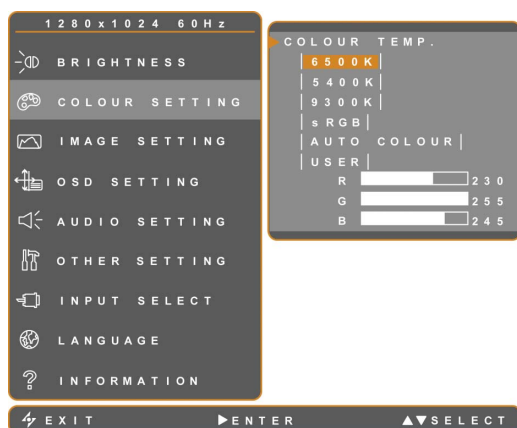 1280x1024 60Hz
BRIGHTNESS
COLOUR SETTING
IMAGE SETTING
OSD SETTING
AUDIO SETTING
OTHER SETTING
INPUT SELECT
LANGUAGE
INFORMATION
COLOUR TEMP.
6500K
5400K
9300K
sRGB
AUTO COLOUR
USER
R 230
G 255
B 245
EXIT ENTER SELECT